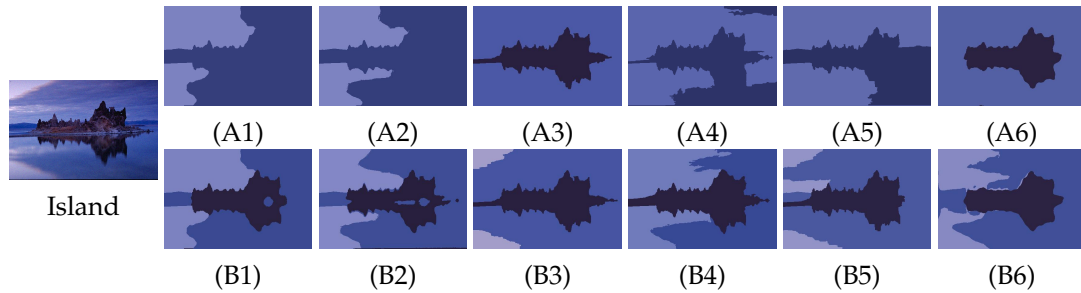 (A1) (A2) (A3) (A4) (A5) (A6)
Island
(B1) (B2) (B3) (B4) (B5) (B6)